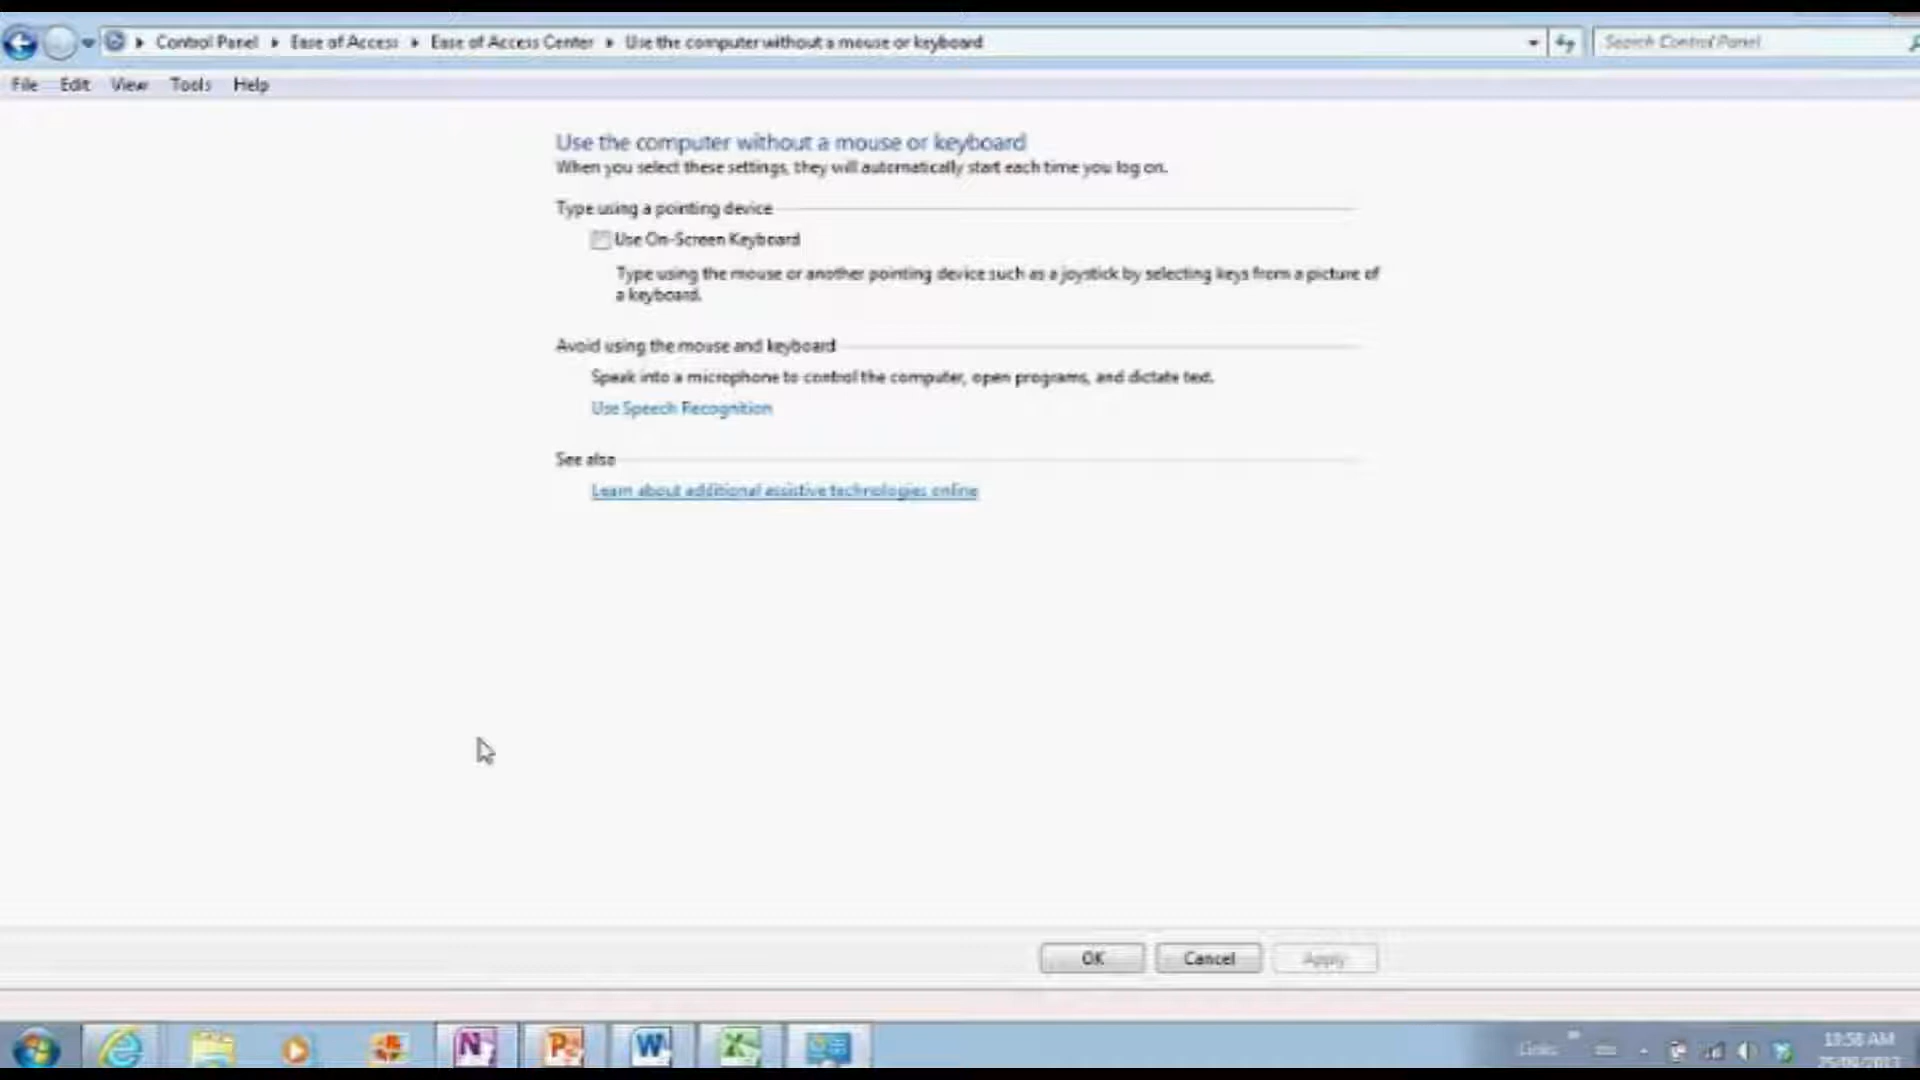 Control Panel ▸ Ease of Access ▸ Ease of Access Center ▸ Use the computer without a mouse or keyboard
Search Control Panel
File Edit View Tools Help
Use the computer without a mouse or keyboard
When you select these settings, they will automatically start each time you log on.
Type using a pointing device
Use On-Screen Keyboard
Type using the mouse or another pointing device such as a joystick by selecting keys from a picture of
a keyboard.
Avoid using the mouse and keyboard
Speak into a microphone to control the computer, open programs, and dictate text.
Use Speech Recognition
See also
Learn about additional assistive technologies online
OK Cancel Apply
Links
10:58 AM